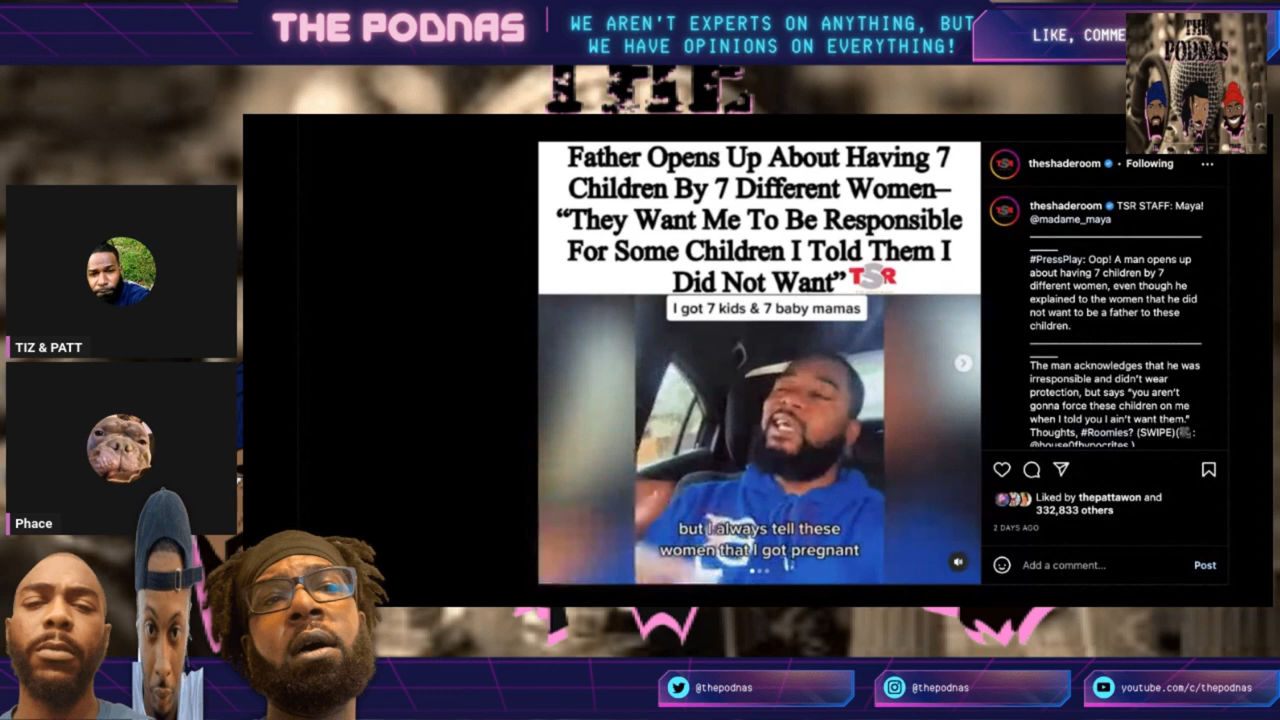 THE PODNAS
WE AREN'T EXPERTS ON ANYTHING, BUT
WE HAVE OPINIONS ON EVERYTHING!
LIKE, COMME
THE
PODNAS
THE
Father Opens Up About Having 7
Children By 7 Different Women—
“They Want Me To Be Responsible
For Some Children I Told Them I
Did Not Want” TSR
I got 7 kids & 7 baby mamas
but I always tell these
women that I got pregnant
theshaderoom • Following
theshaderoom TSR STAFF: Maya!
@madame_maya
#PressPlay: Oop! A man opens up
about having 7 children by 7
different women, even though he
explained to the women that he did
not want to be a father to these
children.
The man acknowledges that he was
irresponsible and didn't wear
protection, but says “you aren't
gonna force these children on me
when I told you I ain't want them.”
Thoughts, #Roomies? (SWIPE)( :
@house0fhypocrites )
Liked by thepattawon and
332,833 others
2 DAYS AGO
Add a comment...
Post
TIZ & PATT
Phace
@thepodnas
@thepodnas
youtube.com/c/thepodnas